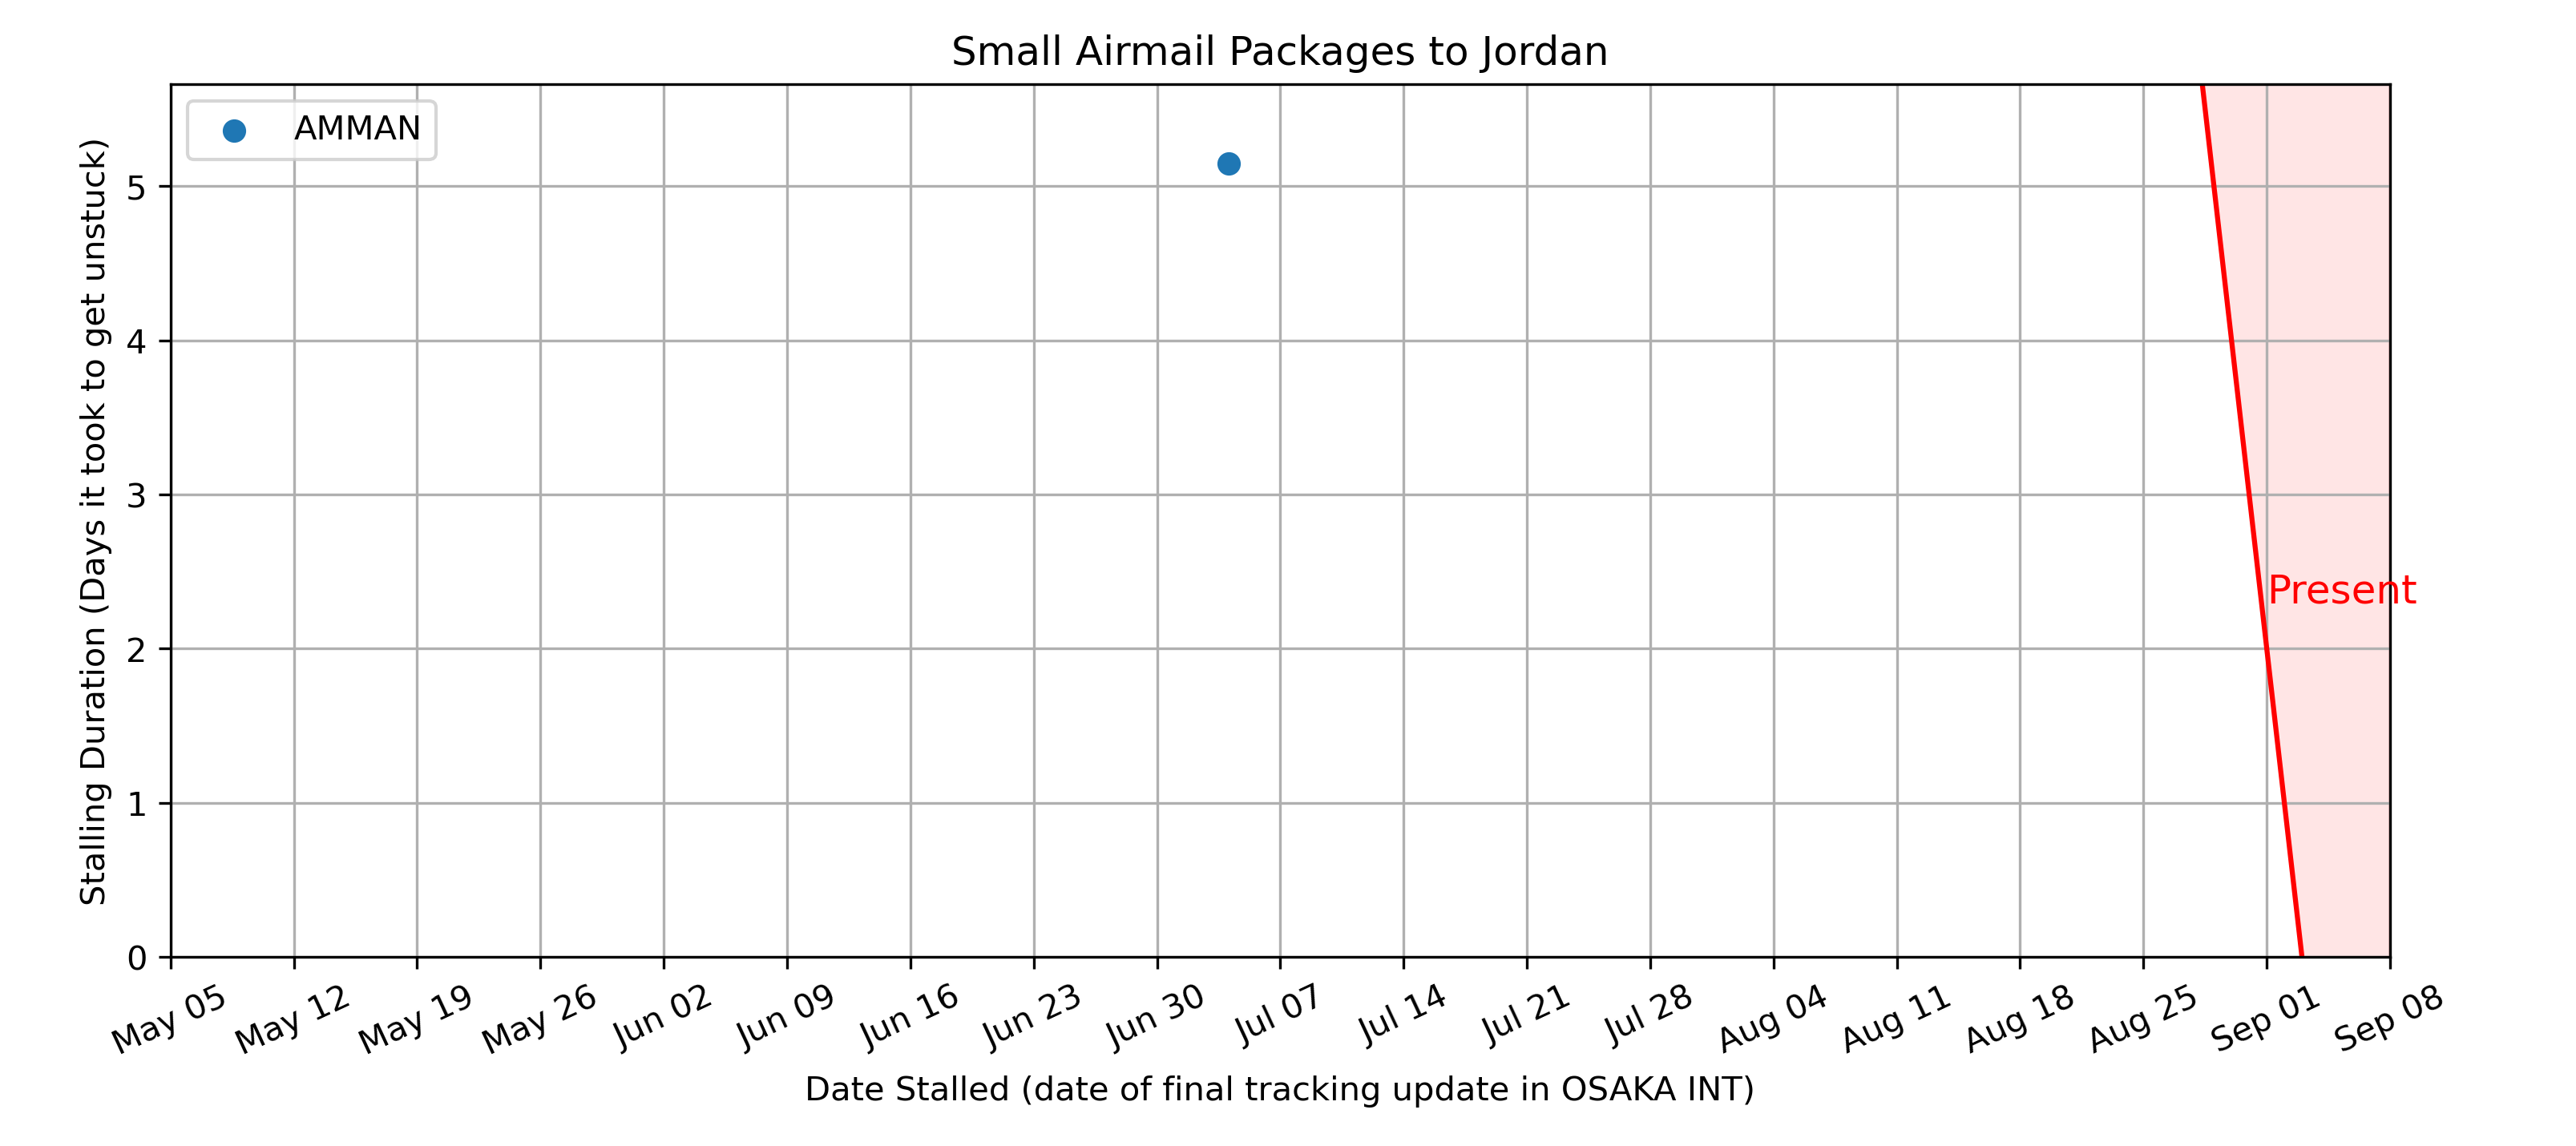 Small Airmail Packages to Jordan
AMMAN
Stalling Duration (Days it took to get unstuck)
5
4
3
2
1
0
Present
May 05
May 12
May 19
May 26
Jun 02
Jun 09
Jun 16
Jun 23
Jun 30
Jul 07
Jul 14
Jul 21
Jul 28
Aug 04
Aug 11
Aug 18
Aug 25
Sep 01
Sep 08
Date Stalled (date of final tracking update in OSAKA INT)